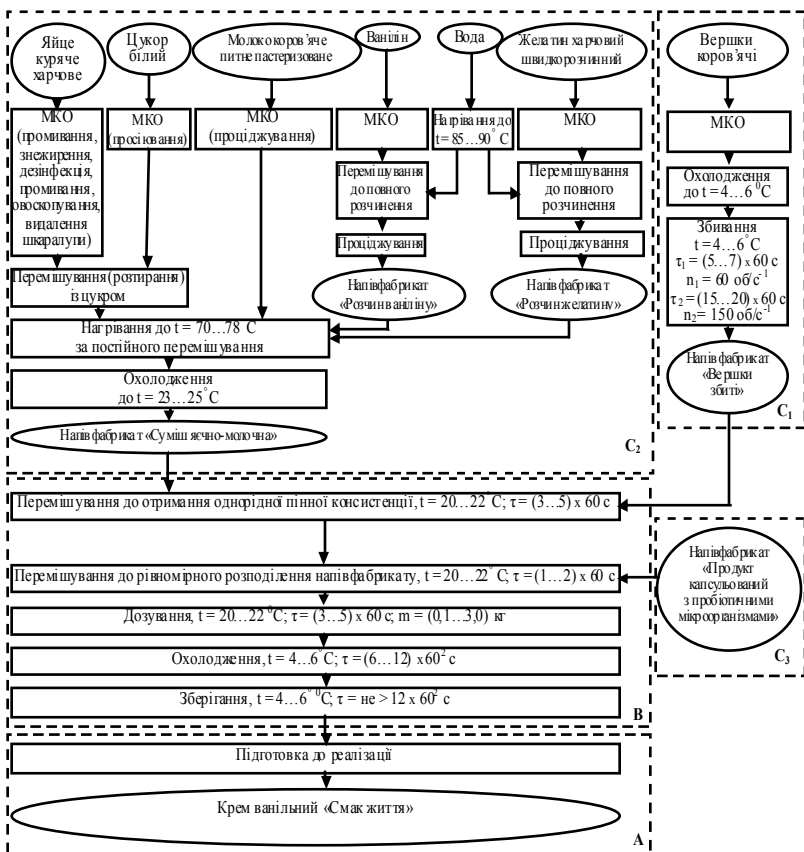 Яйце
куряче
харчове
Цукор
білий
Молоко коров’яче
питне пастеризоване
Ванілін
Вода
Желатин харчовий
швидкорозчинний
Вершки
коров’ячі
МКО
(промивання,
знежирення,
дезінфекція,
промивання,
овоскопування,
видалення
шкаралупи)
МКО
(просіювання)
МКО
(проціджування)
МКО
Нагрівання до
t = 85…90° С
МКО
МКО
Перемішування
до повного
розчинення
Перемішування
до повного
розчинення
Охолодження
до t = 4…6 ⁰С
Проціджування
Проціджування
Збивання
t = 4…6°С
τ₁ = (5…7) x 60 с
n₁ = 60 об/с⁻¹
τ₂ = (15…20) x 60 с
n₂= 150 об/с⁻¹
Перемішування (розтирання)
із цукром
Напівфабрикат
«Розчин ваніліну»
Напівфабрикат
«Розчин желатину»
Нагрівання до t = 70…78° С
за постійного перемішування
Напівфабрикат
«Вершки
збиті»
С₁
Охолодження
до t = 23…25°С
Напівфабрикат «Суміш яєчно-молочна»
С₂
Перемішування до отримання однорідної пінної консистенції, t = 20…22°С; τ = (3…5) x 60 с
Перемішування до рівномірного розподілення напівфабрикату, t = 20…22°С; τ = (1…2) x 60 с
Напівфабрикат
«Продукт
капсульований
з пробіотичними
мікроорганізмами»
С₃
Дозування, t = 20…22 ⁰С; τ = (3…5) x 60 с; m = (0,1…3,0) кг
Охолодження, t = 4…6°С; τ = (6…12) x 60² с
Зберігання, t = 4…6° ⁰С; τ = не > 12 x 60² с
В
Підготовка до реалізації
Крем ванільний «Смак життя»
А